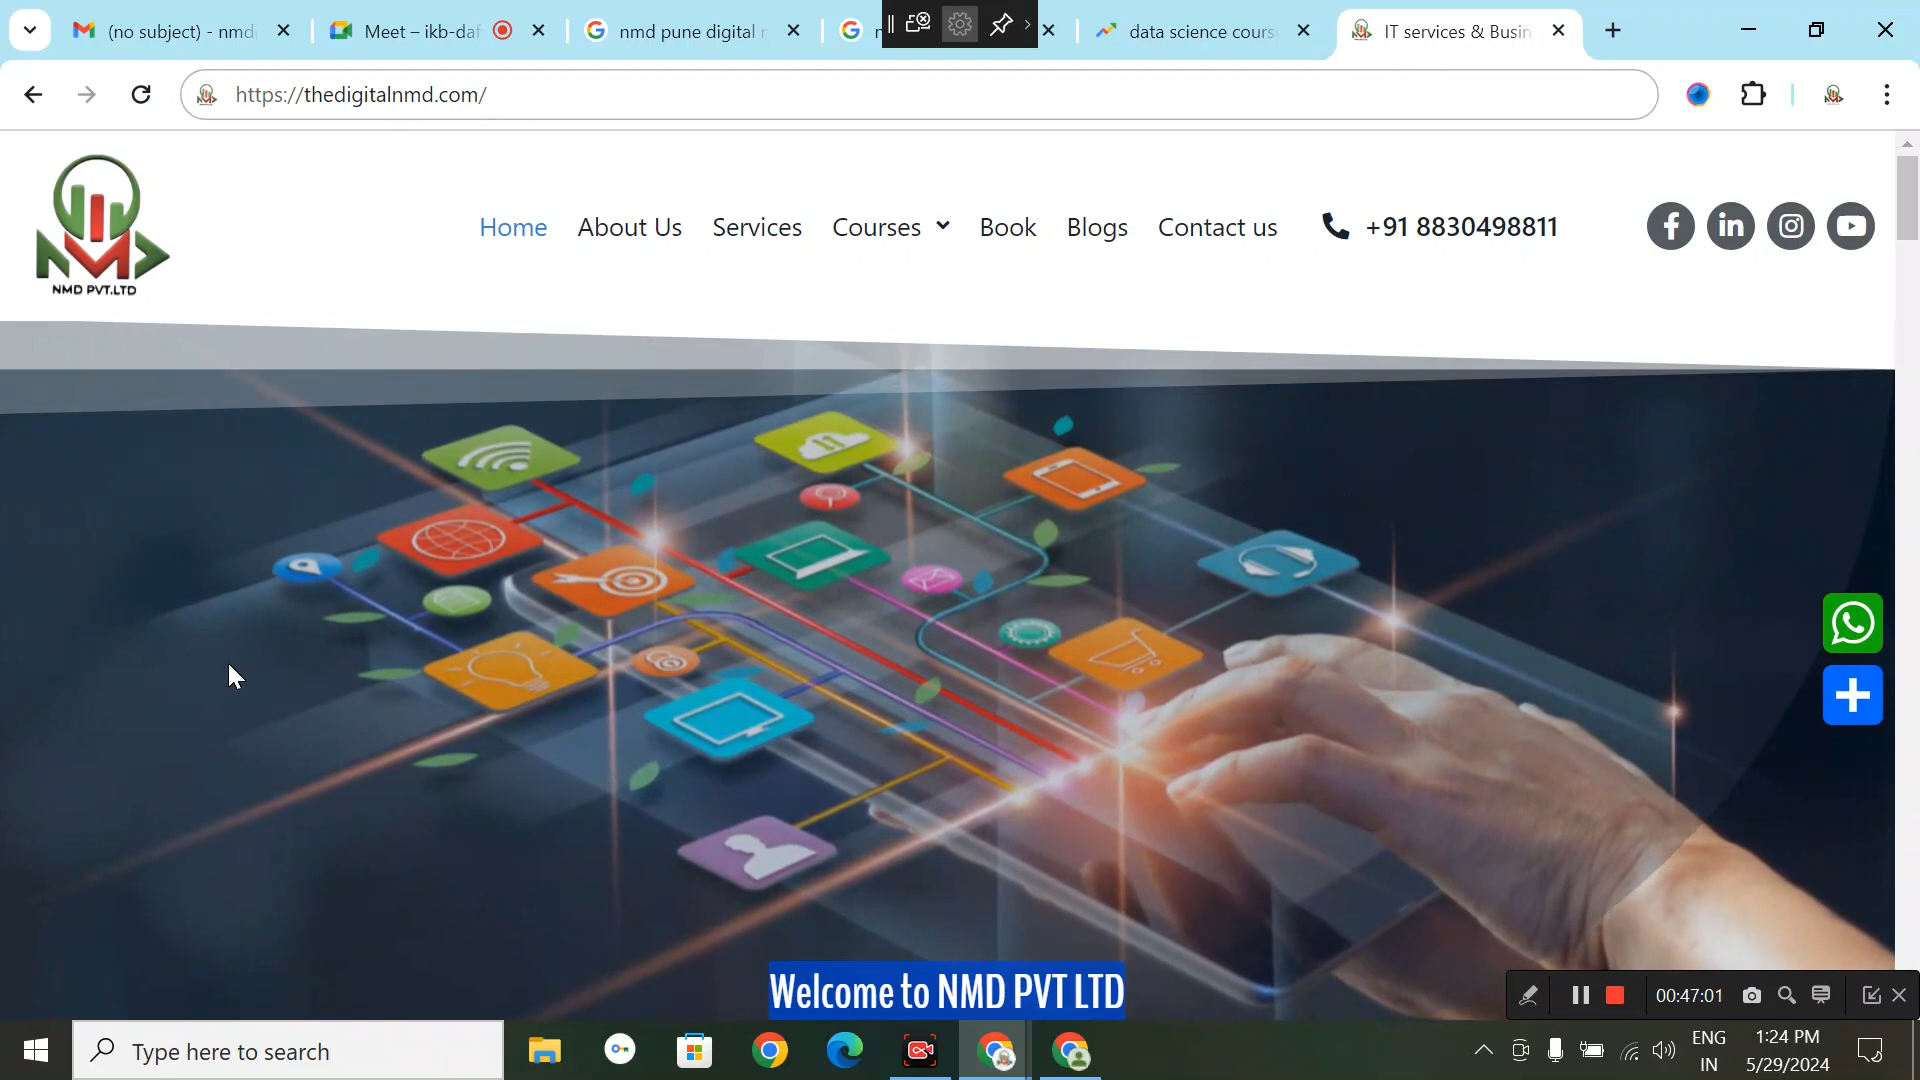 (no subject) - nmd
Meet – ikb-daf
nmd pune digital
data science cours
IT services & Busin
https://thedigitalnmd.com/
NMD PVT.LTD
Home
About Us
Services
Courses
Book
Blogs
Contact us
+91 8830498811
Welcome to NMD PVT LTD
00:47:01
Type here to search
ENG
IN
1:24 PM
5/29/2024